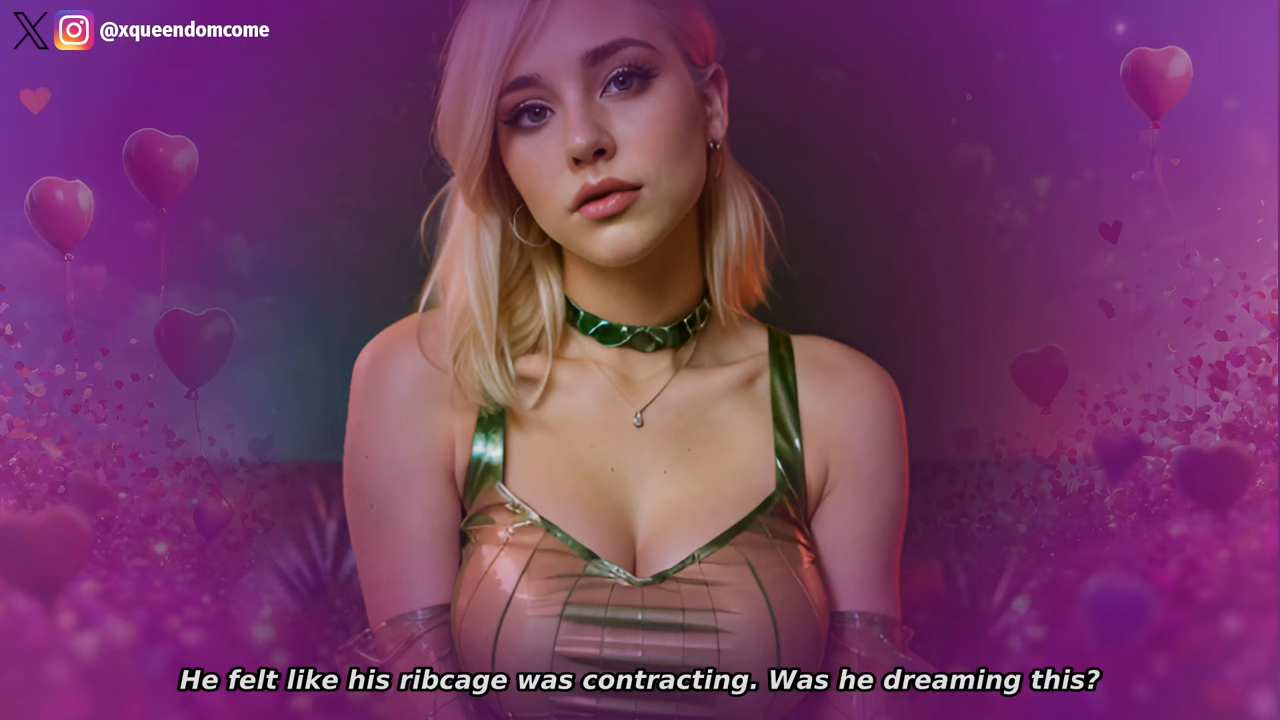 @xqueendomcome
He felt like his ribcage was contracting. Was he dreaming this?